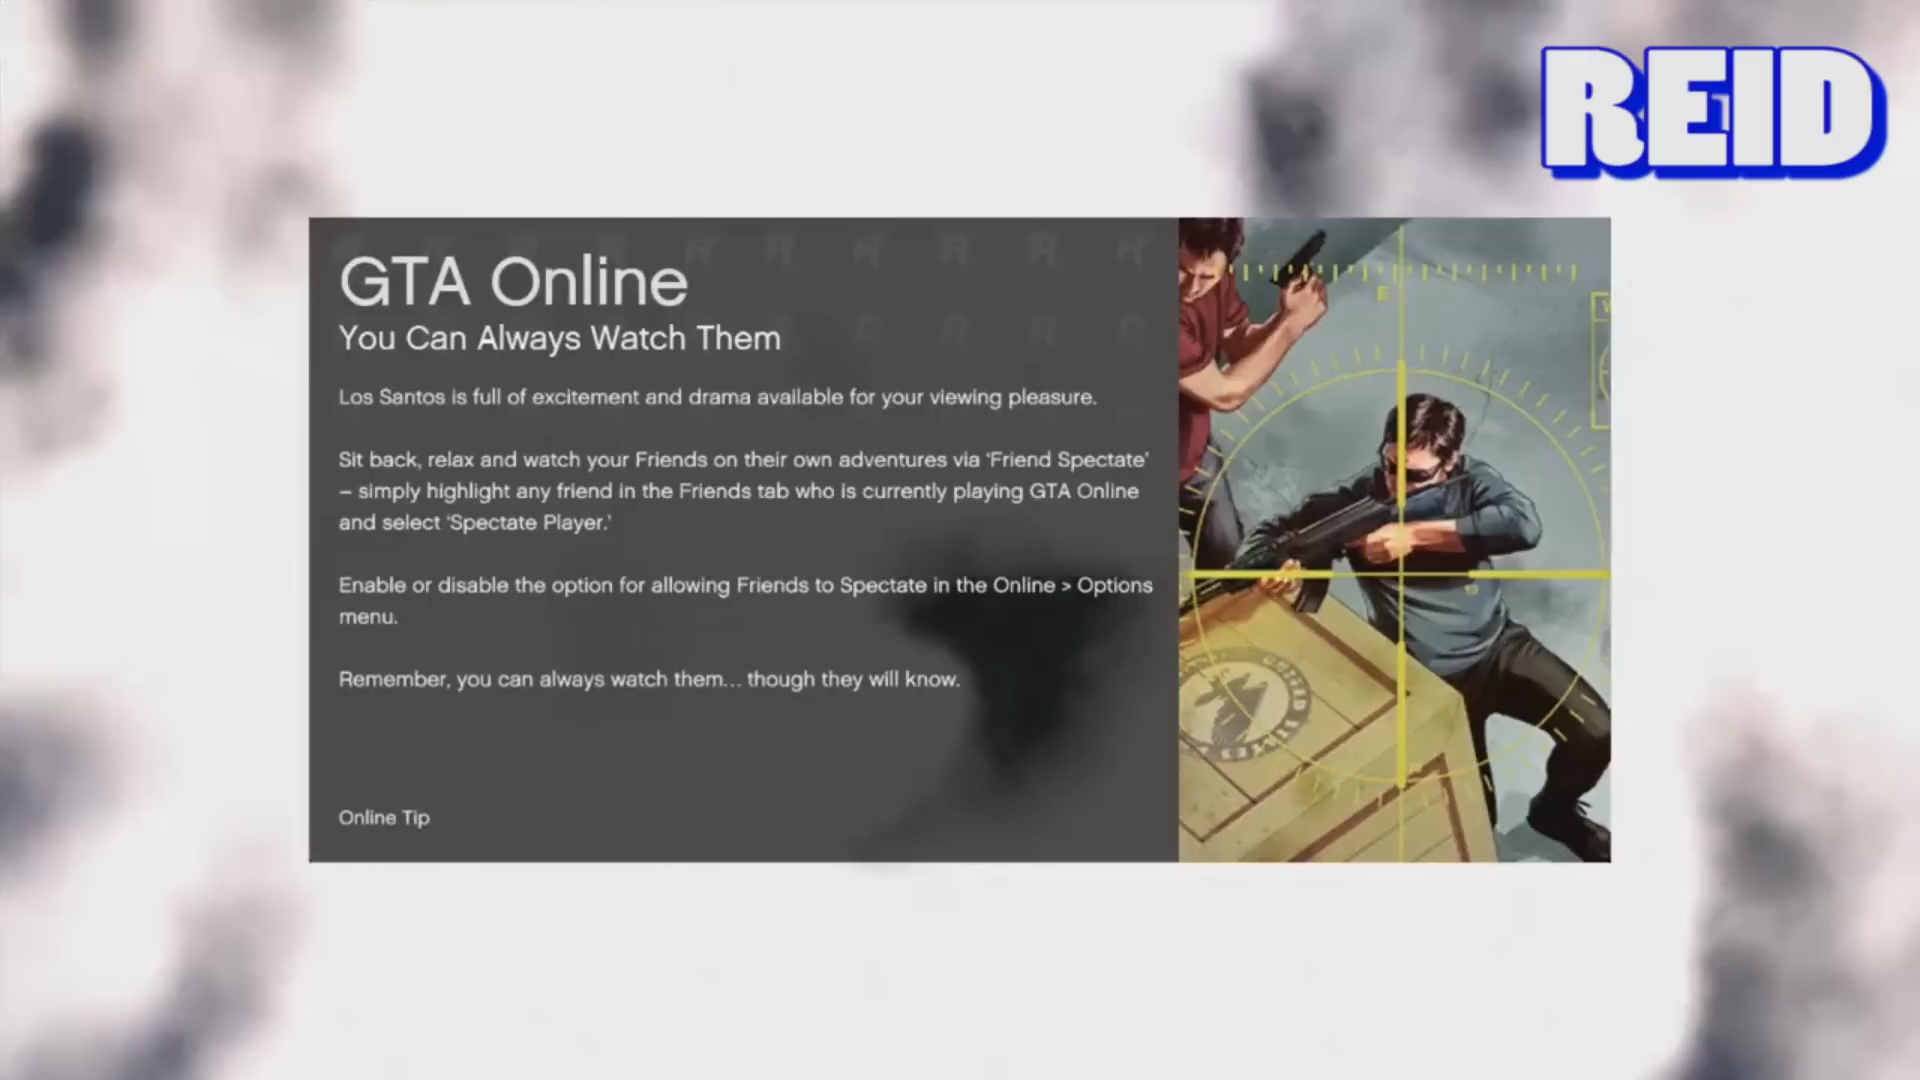 REID
GTA Online
You Can Always Watch Them
Los Santos is full of excitement and drama available for your viewing pleasure.
Sit back, relax and watch your Friends on their own adventures via ‘Friend Spectate’
– simply highlight any friend in the Friends tab who is currently playing GTA Online
and select ‘Spectate Player.’
Enable or disable the option for allowing Friends to Spectate in the Online > Options
menu.
Remember, you can always watch them... though they will know.
Online Tip
E